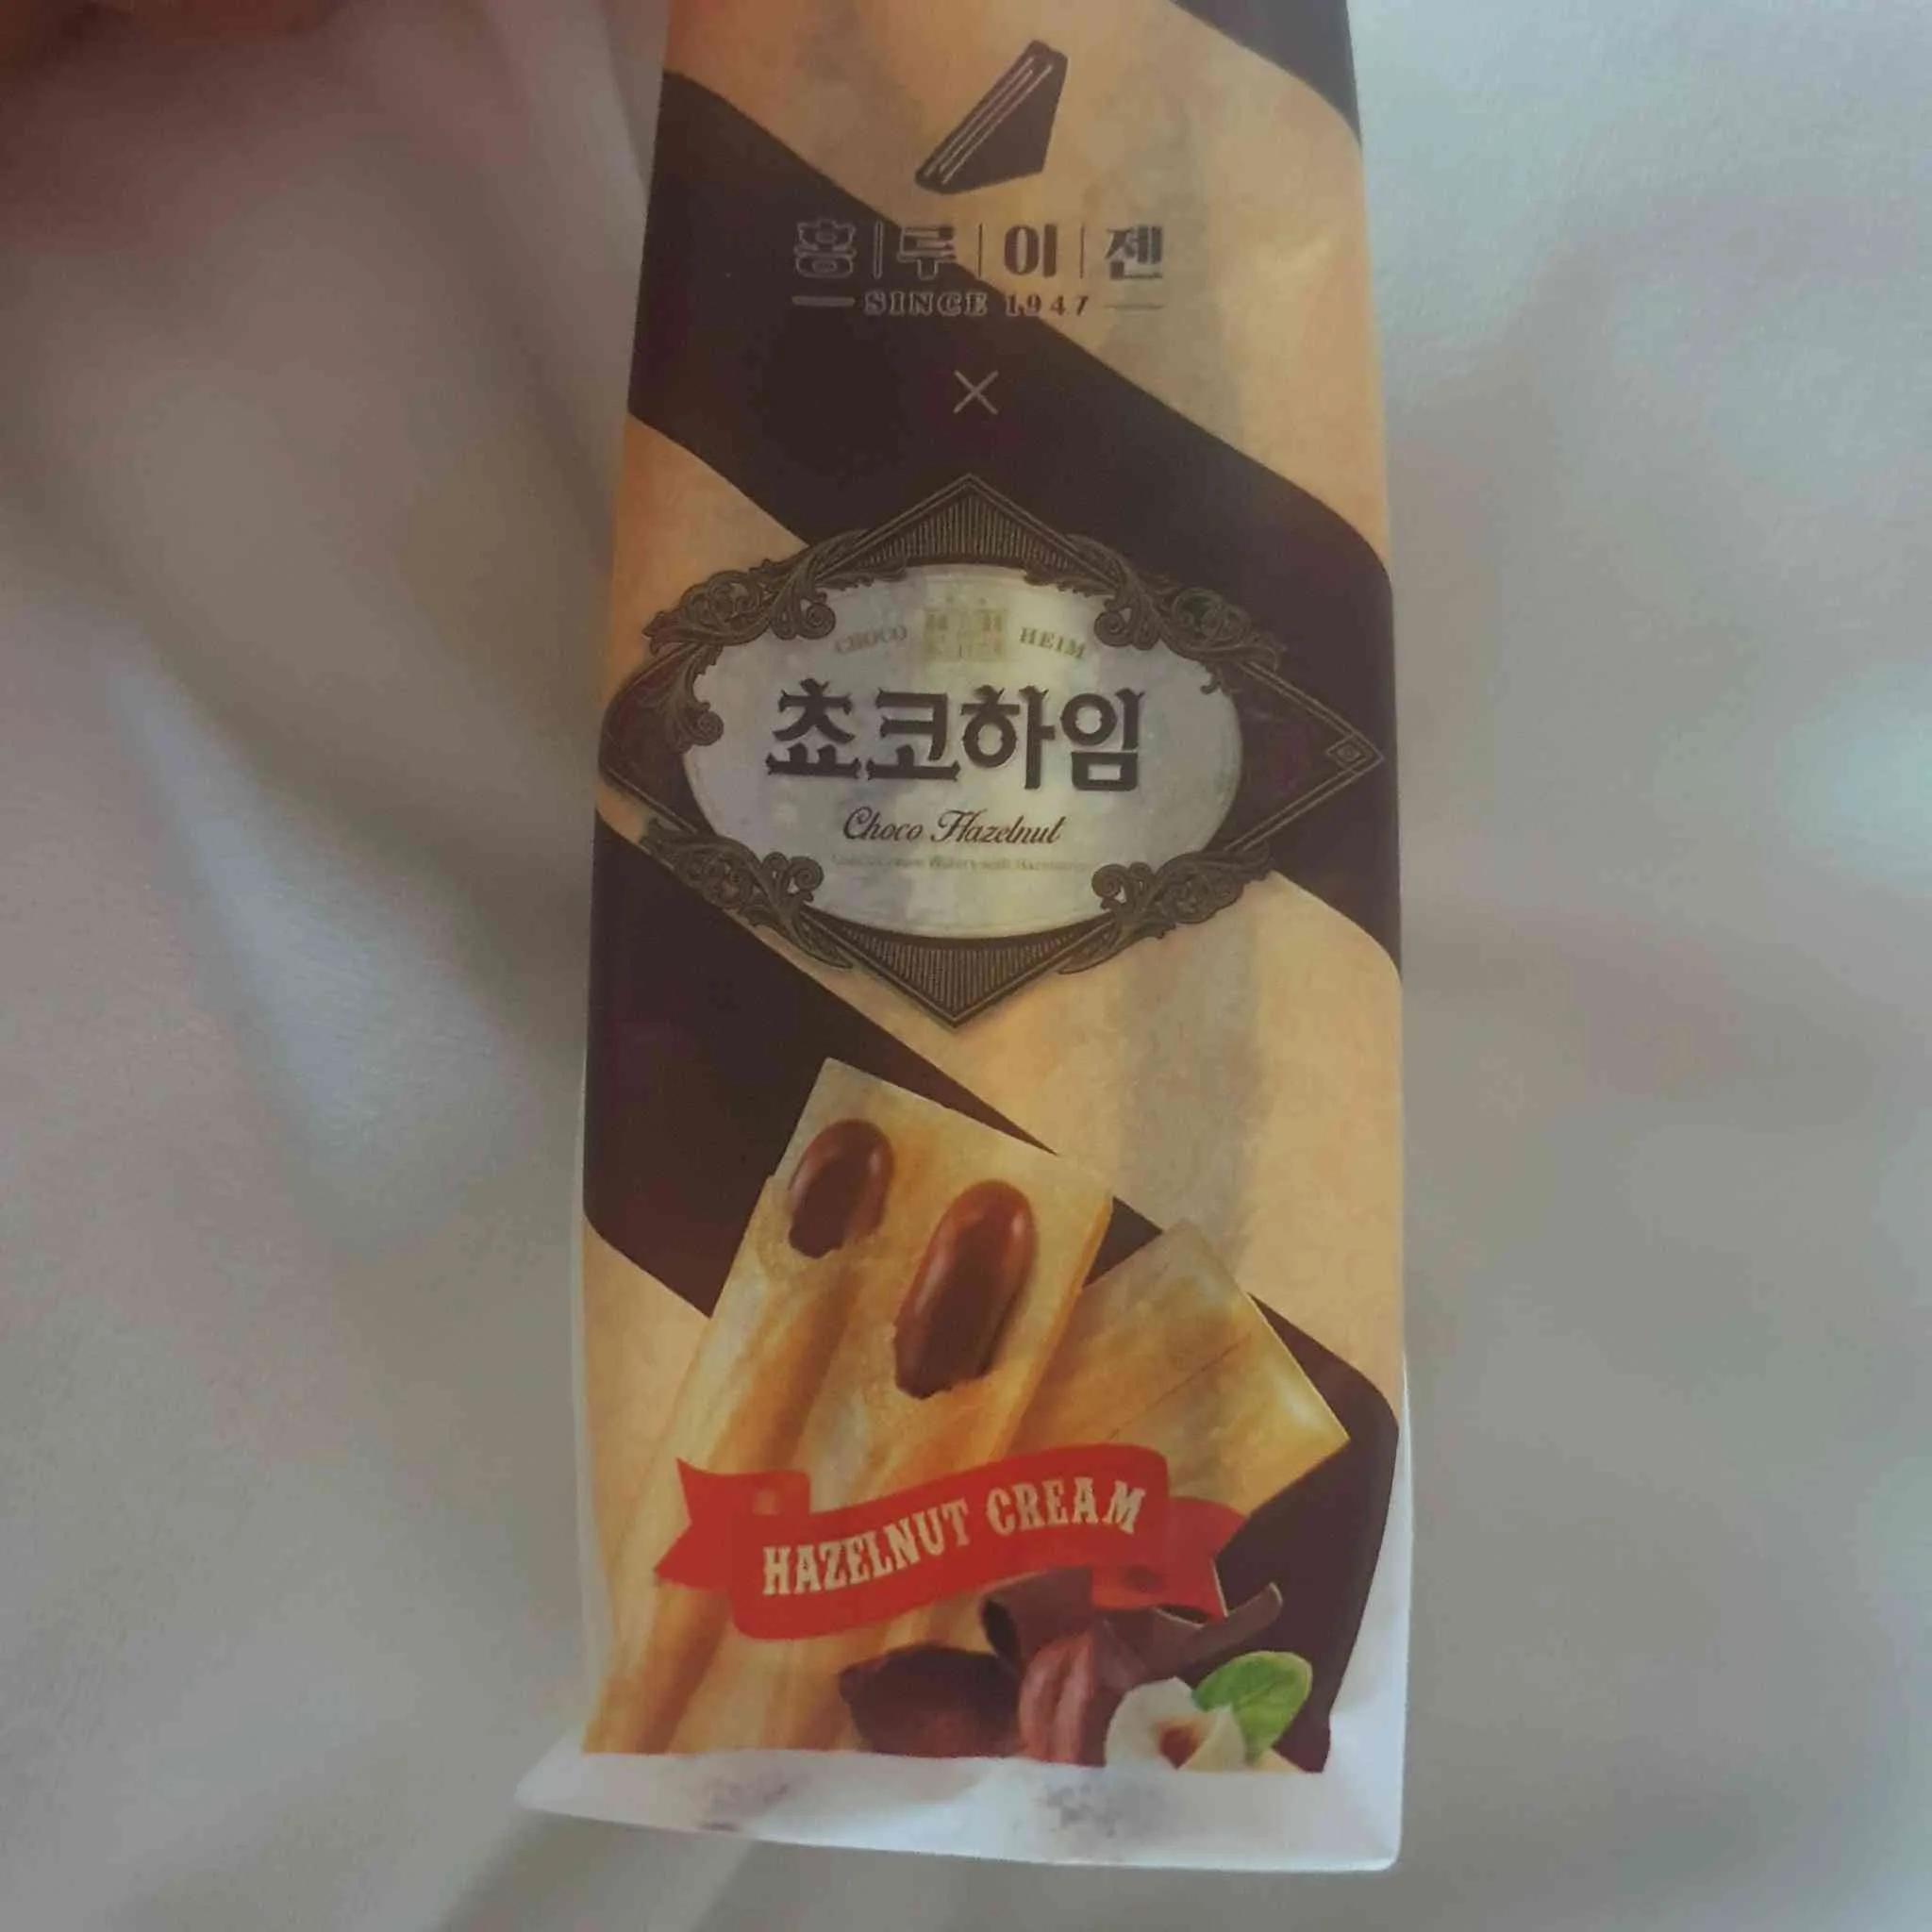 홍루이젠
SINCE 1947
×
CHOCO HEIM
쵸코하임
Choco Hazelnut
HAZELNUT CREAM